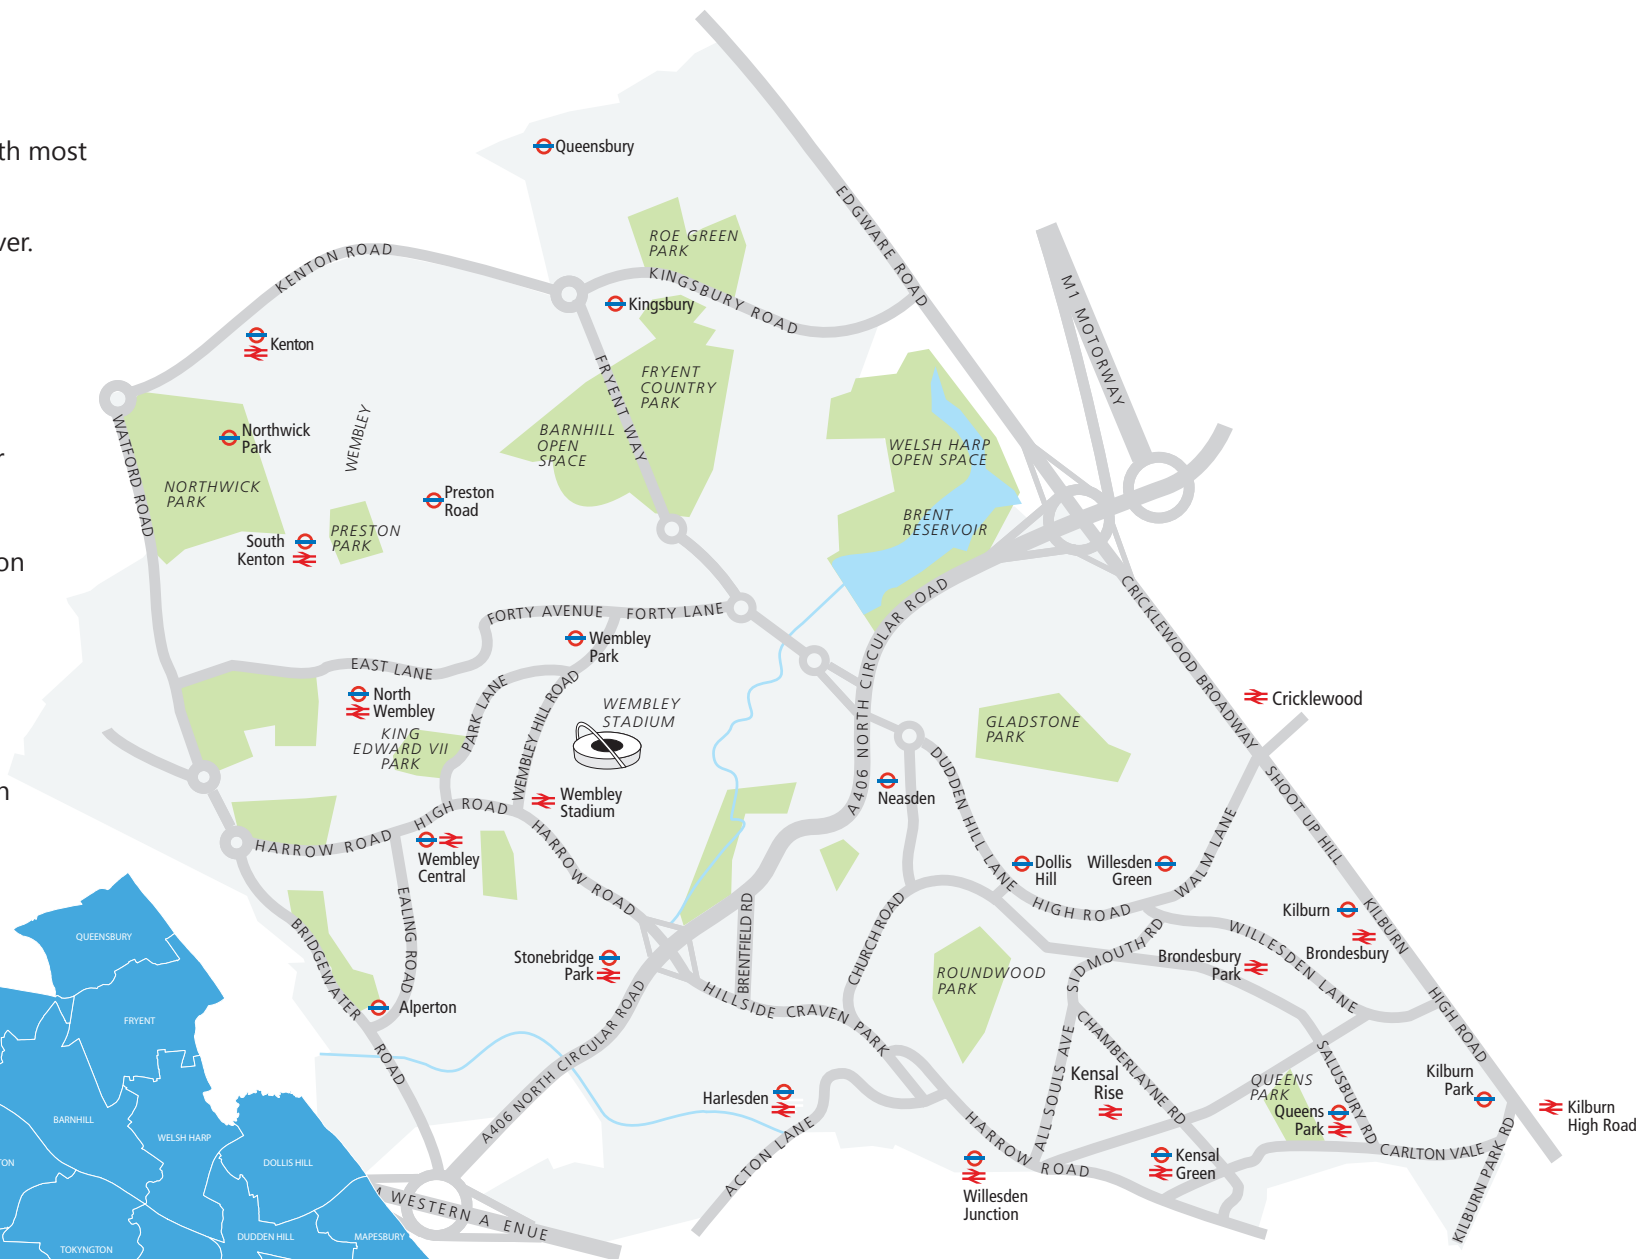 th most
ver.
r
on
n
Queensbury
EDGWARE ROAD
ROE GREEN
PARK
KENTON ROAD
KINGSBURY ROAD
Kingsbury
M1 MOTORWAY
Kenton
FRYENT WAY
FRYENT
COUNTRY
PARK
WATFORD ROAD
Northwick
Park
WEMBLEY
BARNHILL
OPEN
SPACE
WELSH HARP
OPEN SPACE
NORTHWICK
PARK
Preston
Road
BRENT
RESERVOIR
PRESTON
PARK
South
Kenton
FORTY AVENUE
FORTY LANE
CRICKLEWOOD BROADWAY
Wembley
Park
EAST LANE
A406 NORTH CIRCULAR ROAD
North
Wembley
PARK LANE
WEMBLEY HILL ROAD
WEMBLEY
STADIUM
Cricklewood
KING
EDWARD VII
PARK
GLADSTONE
PARK
Neasden
DUDDEN HILL LANE
SHOOT UP HILL
Wembley
Stadium
HIGH ROAD
HARROW ROAD
HARROW ROAD
Wembley
Central
Dollis
Hill
Willesden
Green
WALM LANE
HIGH ROAD
EALING ROAD
BRIDGEWATER
ROAD
BRENTFIELD RD
CHURCH ROAD
Kilburn
KILBURN
Brondesbury
SIDMOUTH RD
WILLESDEN LANE
Brondesbury
Park
Stonebridge
Park
ROUNDWOOD
PARK
Alperton
HILLSIDE
CRAVEN PARK
HIGH ROAD
A406 NORTH CIRCULAR ROAD
ALL SOULS AVE
CHAMBERLAYNE RD
SALUSBURY RD
Kensal
Rise
QUEENS
PARK
Queens
Park
Kilburn
Park
Kilburn
High Road
Harlesden
ACTON LANE
HARROW ROAD
Kensal
Green
CARLTON VALE
KILBURN PARK RD
Willesden
Junction
WESTERN A ENUE
QUEENSBURY
FRYENT
BARNHILL
WELSH HARP
TON
DOLLIS HILL
DUDDEN HILL
MAPESBURY
TOKYNGTON